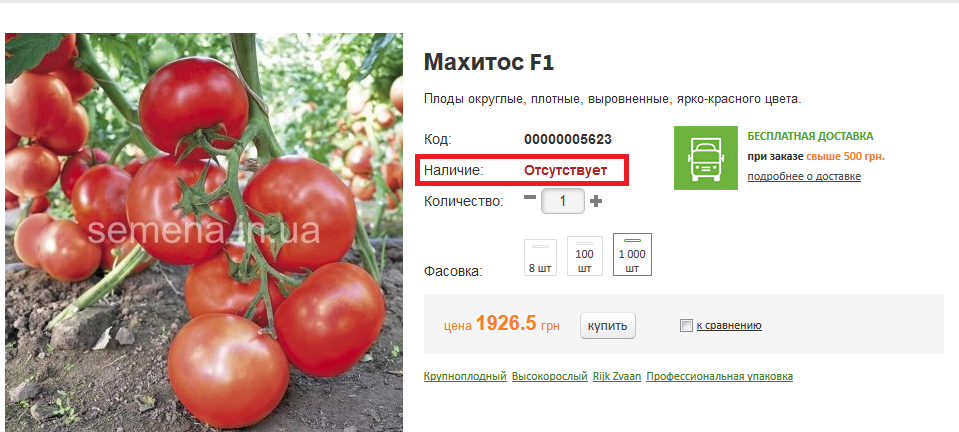 Махитос F1
Плоды округлые, плотные, выровненные, ярко-красного цвета.
Код: 00000005623
БЕСПЛАТНАЯ ДОСТАВКА
при заказе свыше 500 грн.
подробнее о доставке
Наличие: Отсутствует
Количество: 1
Фасовка: 8 шт 100 шт 1 000 шт
цена 1926.5 грн купить к сравнению
Крупноплодный Высокорослый Rijk Zvaan Профессиональная упаковка
semena.in.ua